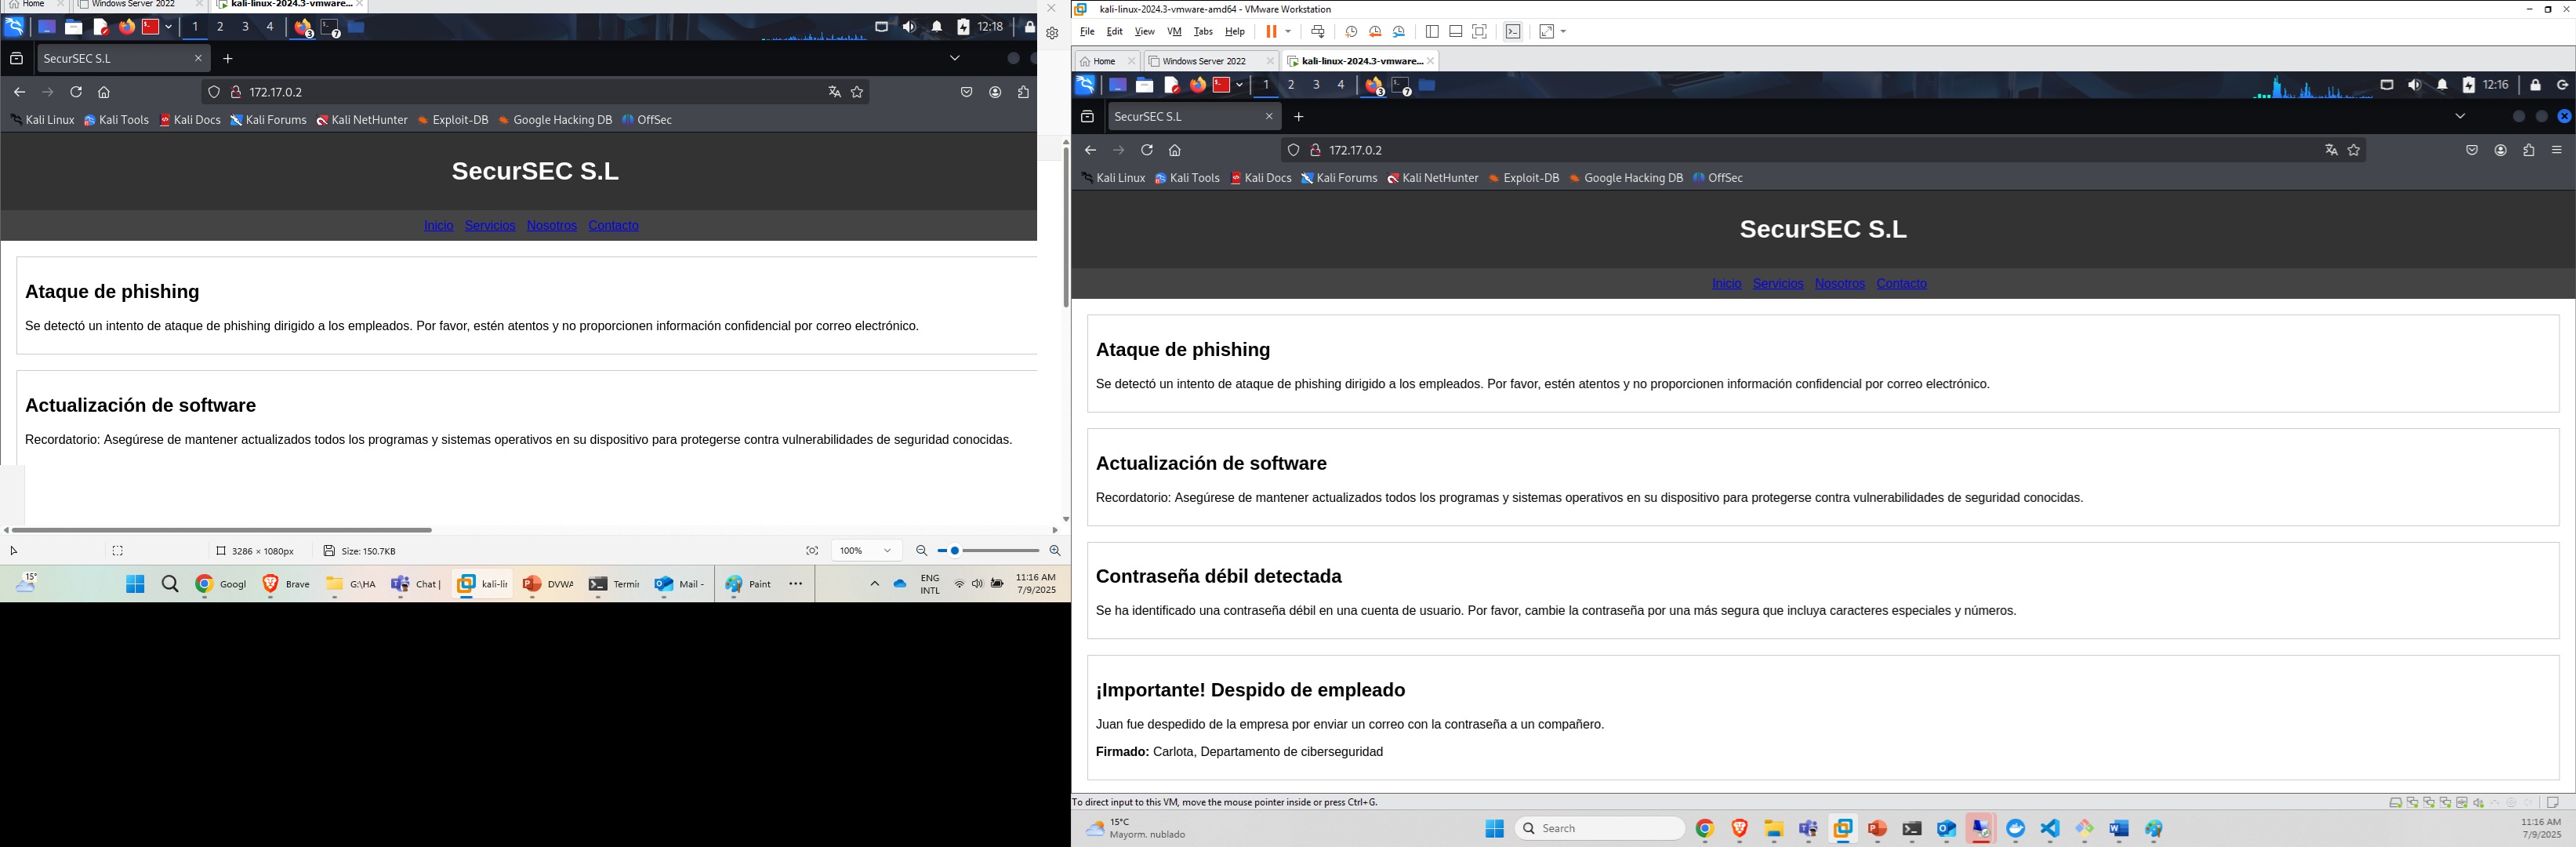 Home
Windows Server 2022
kali-linux-2024.3-vmware...
1 2 3 4
3
7
12:18
SecurSEC S.L
172.17.0.2
Kali Linux Kali Tools Kali Docs Kali Forums Kali NetHunter Exploit-DB Google Hacking DB OffSec
SecurSEC S.L
Inicio Servicios Nosotros Contacto
Ataque de phishing
Se detectó un intento de ataque de phishing dirigido a los empleados. Por favor, estén atentos y no proporcionen información confidencial por correo electrónico.
Actualización de software
Recordatorio: Asegúrese de mantener actualizados todos los programas y sistemas operativos en su dispositivo para protegerse contra vulnerabilidades de seguridad conocidas.
3286 × 1080px
Size: 150.7KB
100%
15°
Googl
Brave
G:\HA
Chat |
kali-li
DVWA
Termir
Mail -
Paint
ENG
INTL
11:16 AM
7/9/2025
kali-linux-2024.3-vmware-amd64 - VMware Workstation
File Edit View VM Tabs Help
Home
Windows Server 2022
kali-linux-2024.3-vmware...
1 2 3 4
3
7
12:16
SecurSEC S.L
172.17.0.2
Kali Linux Kali Tools Kali Docs Kali Forums Kali NetHunter Exploit-DB Google Hacking DB OffSec
SecurSEC S.L
Inicio Servicios Nosotros Contacto
Ataque de phishing
Se detectó un intento de ataque de phishing dirigido a los empleados. Por favor, estén atentos y no proporcionen información confidencial por correo electrónico.
Actualización de software
Recordatorio: Asegúrese de mantener actualizados todos los programas y sistemas operativos en su dispositivo para protegerse contra vulnerabilidades de seguridad conocidas.
Contraseña débil detectada
Se ha identificado una contraseña débil en una cuenta de usuario. Por favor, cambie la contraseña por una más segura que incluya caracteres especiales y números.
¡Importante! Despido de empleado
Juan fue despedido de la empresa por enviar un correo con la contraseña a un compañero.
Firmado: Carlota, Departamento de ciberseguridad
To direct input to this VM, move the mouse pointer inside or press Ctrl+G.
15°C
Mayorm. nublado
Search
11:16 AM
7/9/2025